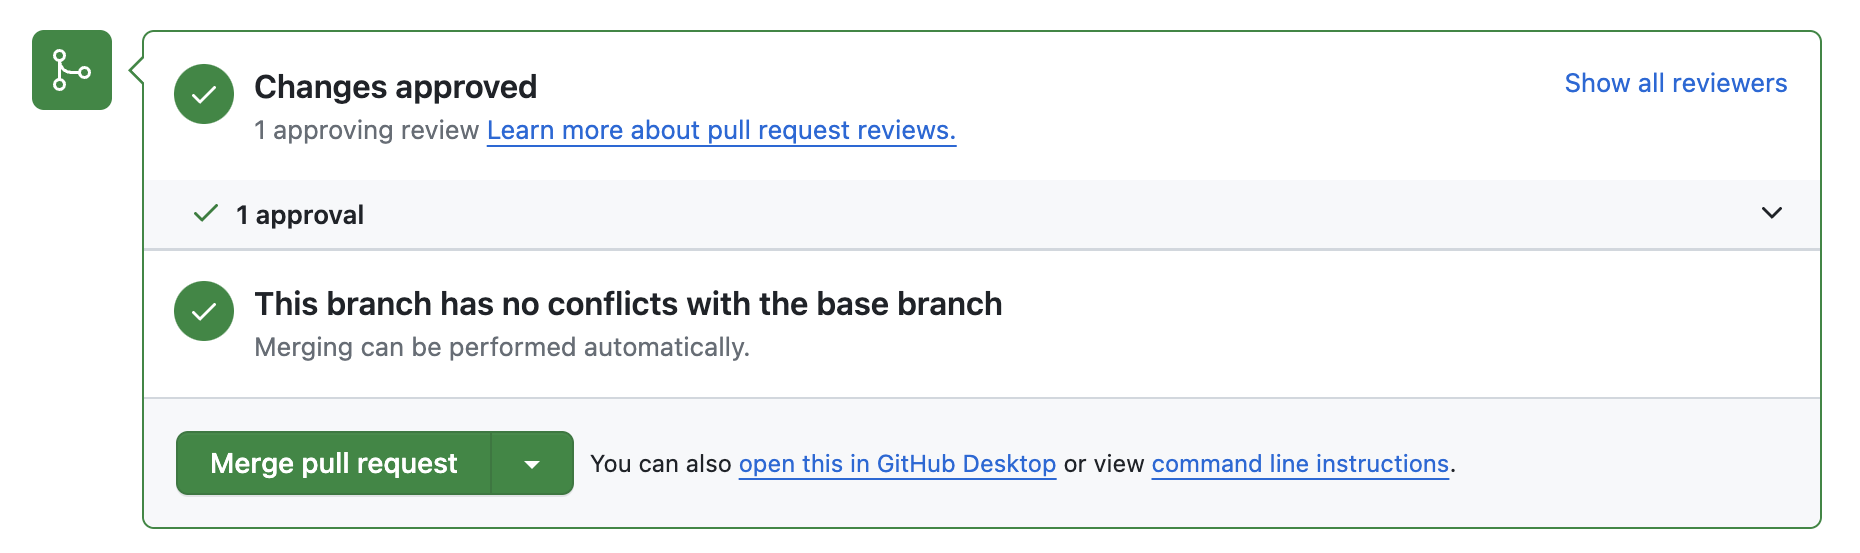 Changes approved
Show all reviewers
1 approving review Learn more about pull request reviews.
1 approval
This branch has no conflicts with the base branch
Merging can be performed automatically.
Merge pull request
You can also open this in GitHub Desktop or view command line instructions.